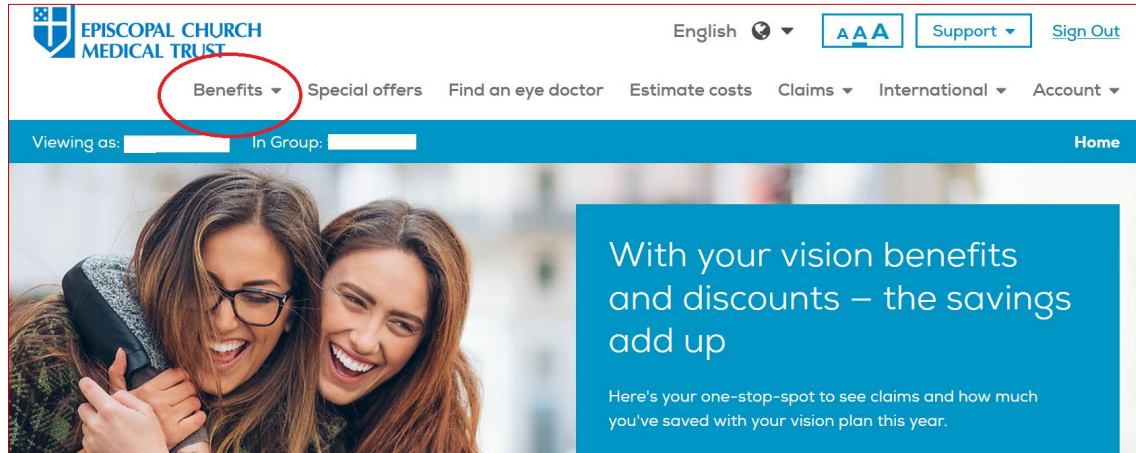 EPISCOPAL CHURCH
MEDICAL TRUST
English
A A A
Support
Sign Out
Benefits
Special offers
Find an eye doctor
Estimate costs
Claims
International
Account
Viewing as:
In Group:
Home
With your vision benefits
and discounts – the savings
add up
Here's your one-stop-spot to see claims and how much
you've saved with your vision plan this year.